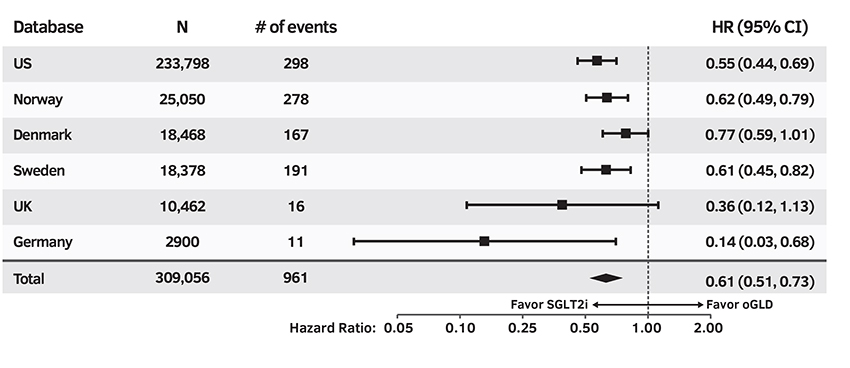 Database N # of events HR (95% CI)
US 233,798 298 0.55 (0.44, 0.69)
Norway 25,050 278 0.62 (0.49, 0.79)
Denmark 18,468 167 0.77 (0.59, 1.01)
Sweden 18,378 191 0.61 (0.45, 0.82)
UK 10,462 16 0.36 (0.12, 1.13)
Germany 2900 11 0.14 (0.03, 0.68)
Total 309,056 961 0.61 (0.51, 0.73)
Favor SGLT2i Favor oGLD
Hazard Ratio: 0.05 0.10 0.25 0.50 1.00 2.00